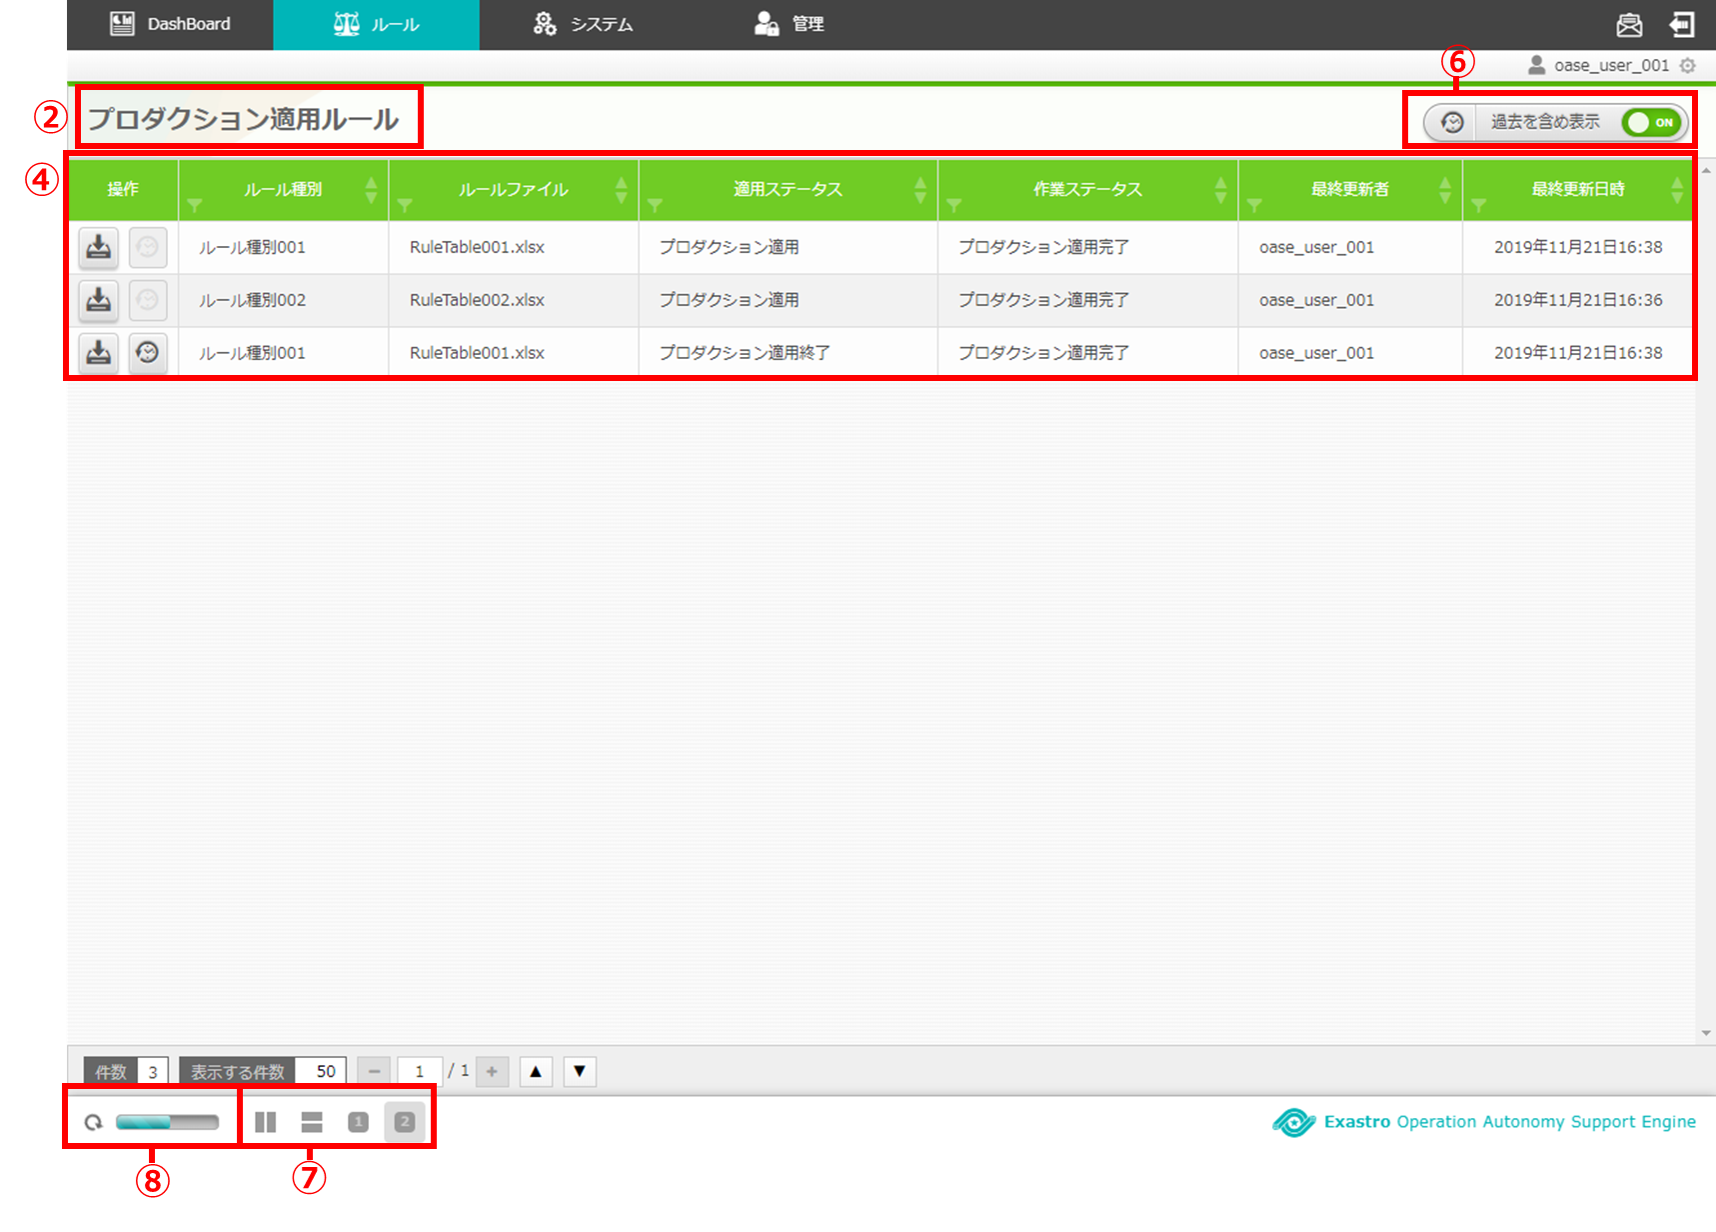 DashBoard ルール システム 管理
oase_user_001
⑥
② プロダクション適用ルール 過去を含め表示 ON
④ 操作 ルール種別 ルールファイル 適用ステータス 作業ステータス 最終更新者 最終更新日時
ルール種別001 RuleTable001.xlsx プロダクション適用 プロダクション適用完了 oase_user_001 2019年11月21日16:38
ルール種別002 RuleTable002.xlsx プロダクション適用 プロダクション適用完了 oase_user_001 2019年11月21日16:36
ルール種別001 RuleTable001.xlsx プロダクション適用終了 プロダクション適用完了 oase_user_001 2019年11月21日16:38
件数 3 表示する件数 50 − 1 / 1 + ▲ ▼
1 2 Exastro Operation Autonomy Support Engine
⑧ ⑦